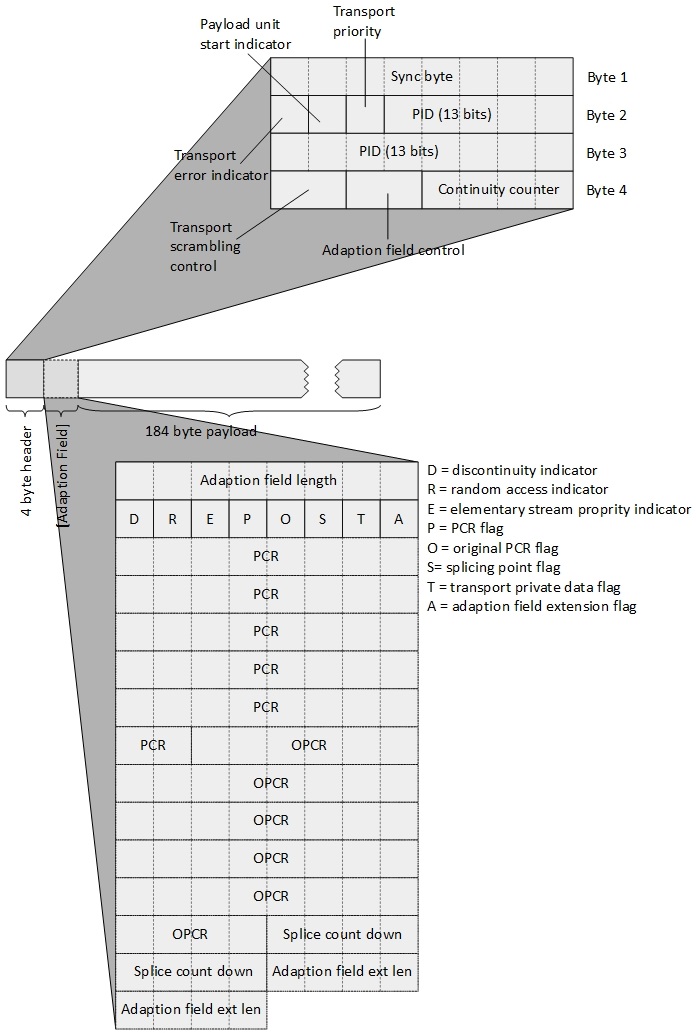 Transport
priority
Payload unit
start indicator
Sync byte
Byte 1
PID (13 bits)
Byte 2
Transport
error indicator
PID (13 bits)
Byte 3
Continuity counter
Byte 4
Transport
scrambling
control
Adaption field control
4 byte header
[Adaption Field]
184 byte payload
Adaption field length
D R E P O S T A
PCR
PCR
PCR
PCR
PCR
PCR OPCR
OPCR
OPCR
OPCR
OPCR
OPCR Splice count down
Splice count down Adaption field ext len
Adaption field ext len
D = discontinuity indicator
R = random access indicator
E = elementary stream proprity indicator
P = PCR flag
O = original PCR flag
S= splicing point flag
T = transport private data flag
A = adaption field extension flag